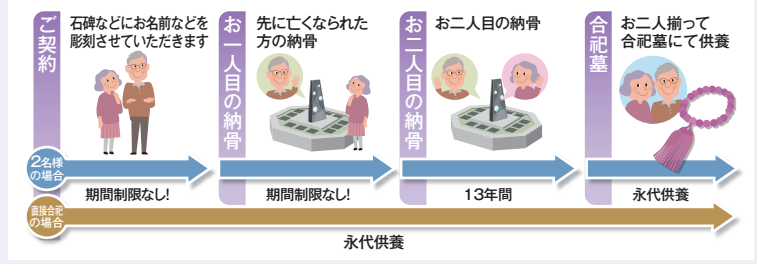 ご契約
石碑などにお名前などを
彫刻させていただきます
お一人目の納骨
先に亡くなられた
方の納骨
お二人目の納骨
お二人目の納骨
合祀墓
お二人揃って
合祀墓にて供養
2名様
の場合
期間制限なし!
期間制限なし!
13年間
永代供養
直接合祀
の場合
永代供養